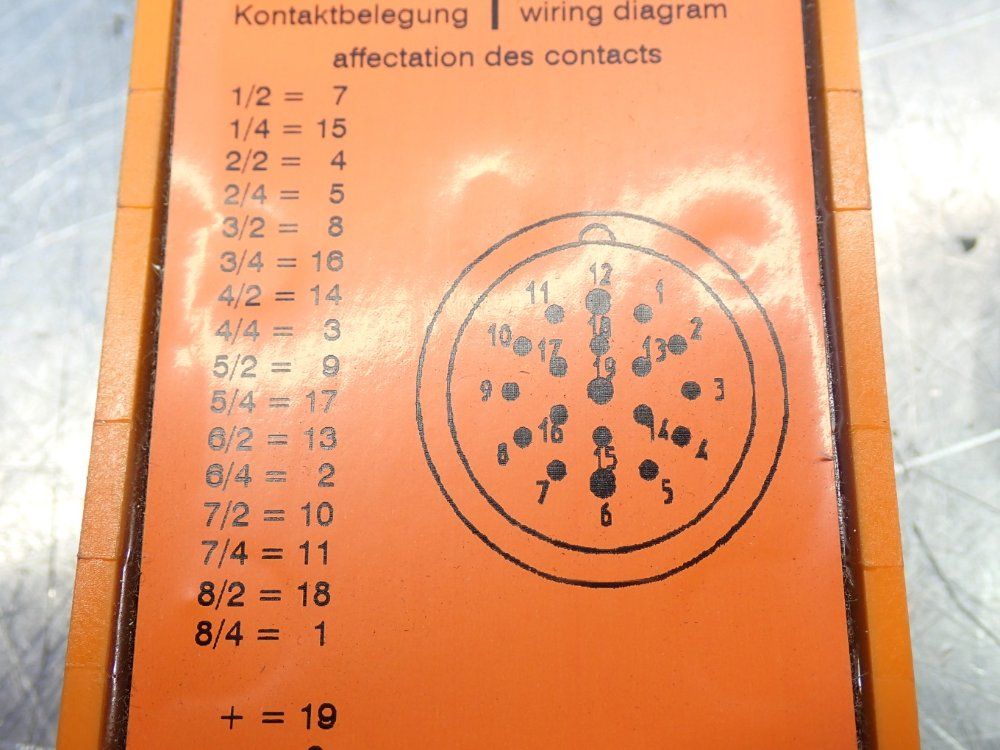 Kontaktbelegung | wiring diagram
affectation des contacts
1/2 = 7
1/4 = 15
2/2 = 4
2/4 = 5
3/2 = 8
3/4 = 16
4/2 = 14
4/4 = 3
5/2 = 9
5/4 = 17
6/2 = 13
6/4 = 2
7/2 = 10
7/4 = 11
8/2 = 18
8/4 = 1
+ = 19
12
11 1
18
10 17 13 2
19
9 3
8 16 14 4
15
7 5
6